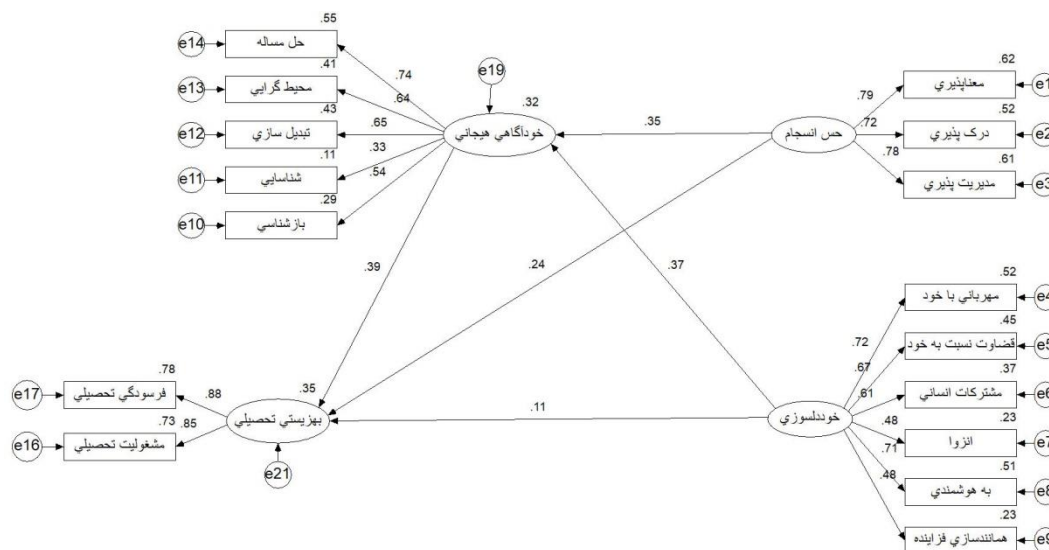 .55
e14
حل مساله
.74
.41
e13
محيط گرايي
.64
.43
e12
تبديل سازي
.65
.11
e11
شناسايي
.33
.29
e10
بازشناسي
.54
e19
.32
خودآگاهي هيجاني
.35
حس انسجام
.62
معناپذيري
e1
.79
.52
درک پذيري
e2
.72
.61
مديريت پذيري
e3
.78
.39
.24
.37
.52
مهرباني با خود
e4
.72
.45
قضاوت نسبت به خود
e5
.67
.37
مشترکات انساني
e6
.61
.23
انزوا
e7
.48
.51
به هوشمندي
e8
.71
.23
همانندسازي فزاينده
e9
.48
خوددلسوزي
.11
.35
بهزيستي تحصيلي
e21
.78
e17
فرسودگي تحصيلي
.88
.73
e16
مشغوليت تحصيلي
.85